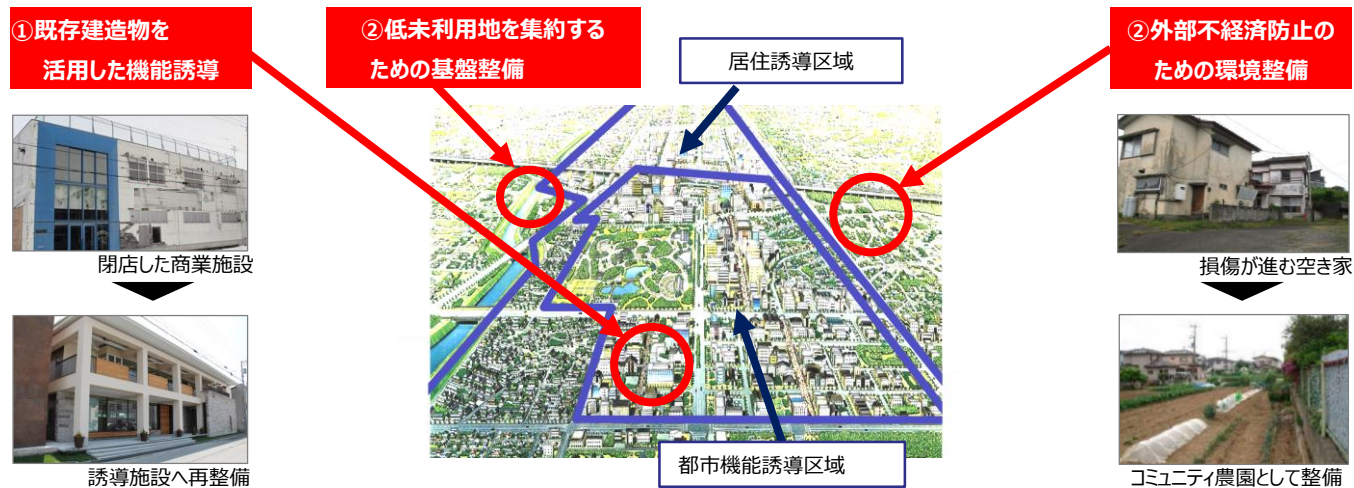 ①既存建造物を
活用した機能誘導
②低未利用地を集約する
ための基盤整備
②外部不経済防止の
ための環境整備
居住誘導区域
閉店した商業施設
損傷が進む空き家
都市機能誘導区域
誘導施設へ再整備
コミュニティ農園として整備